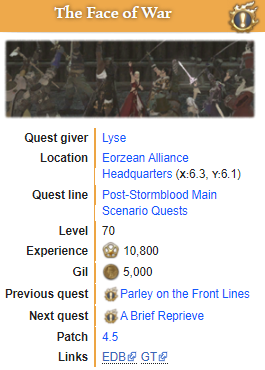 The Face of War
Quest giver Lyse
Location Eorzean Alliance
Headquarters (X:6.3, Y:6.1)
Quest line Post-Stormblood Main
Scenario Quests
Level 70
Experience 10,800
Gil 5,000
Previous quest Parley on the Front Lines
Next quest A Brief Reprieve
Patch 4.5
Links EDB GT